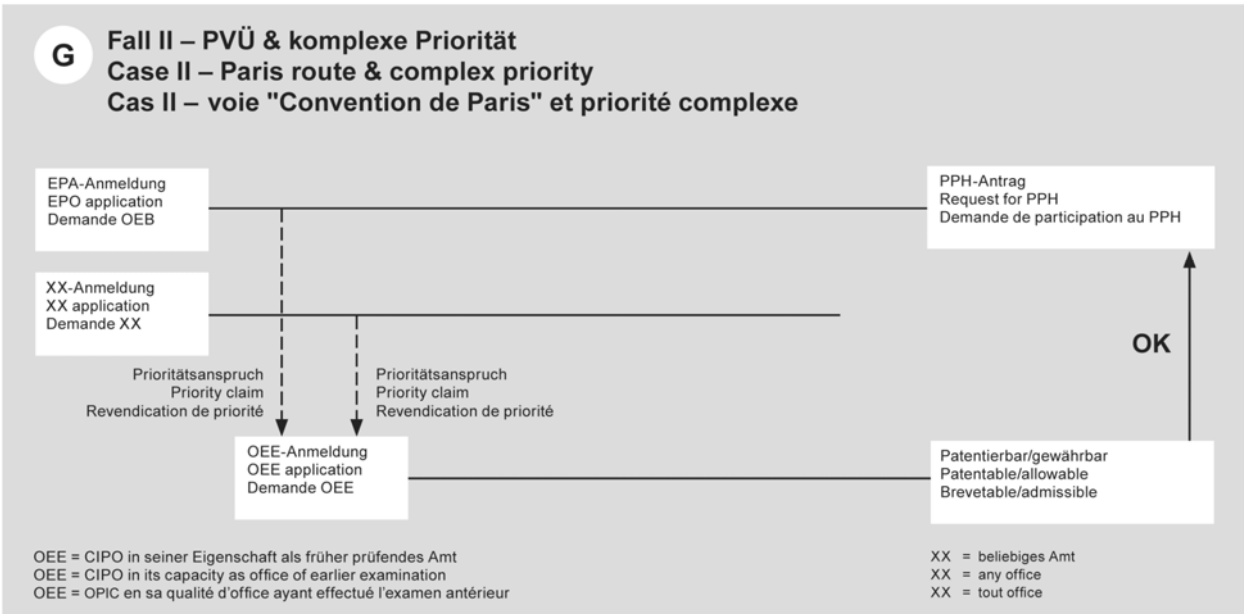 G
Fall II – PVÜ & komplexe Priorität
Case II – Paris route & complex priority
Cas II – voie "Convention de Paris" et priorité complexe
EPA-Anmeldung
EPO application
Demande OEB
PPH-Antrag
Request for PPH
Demande de participation au PPH
XX-Anmeldung
XX application
Demande XX
OK
Prioritätsanspruch
Priority claim
Revendication de priorité
Prioritätsanspruch
Priority claim
Revendication de priorité
OEE-Anmeldung
OEE application
Demande OEE
Patentierbar/gewährbar
Patentable/allowable
Brevetable/admissible
OEE = CIPO in seiner Eigenschaft als früher prüfendes Amt
OEE = CIPO in its capacity as office of earlier examination
OEE = OPIC en sa qualité d'office ayant effectué l'examen antérieur
XX = beliebiges Amt
XX = any office
XX = tout office